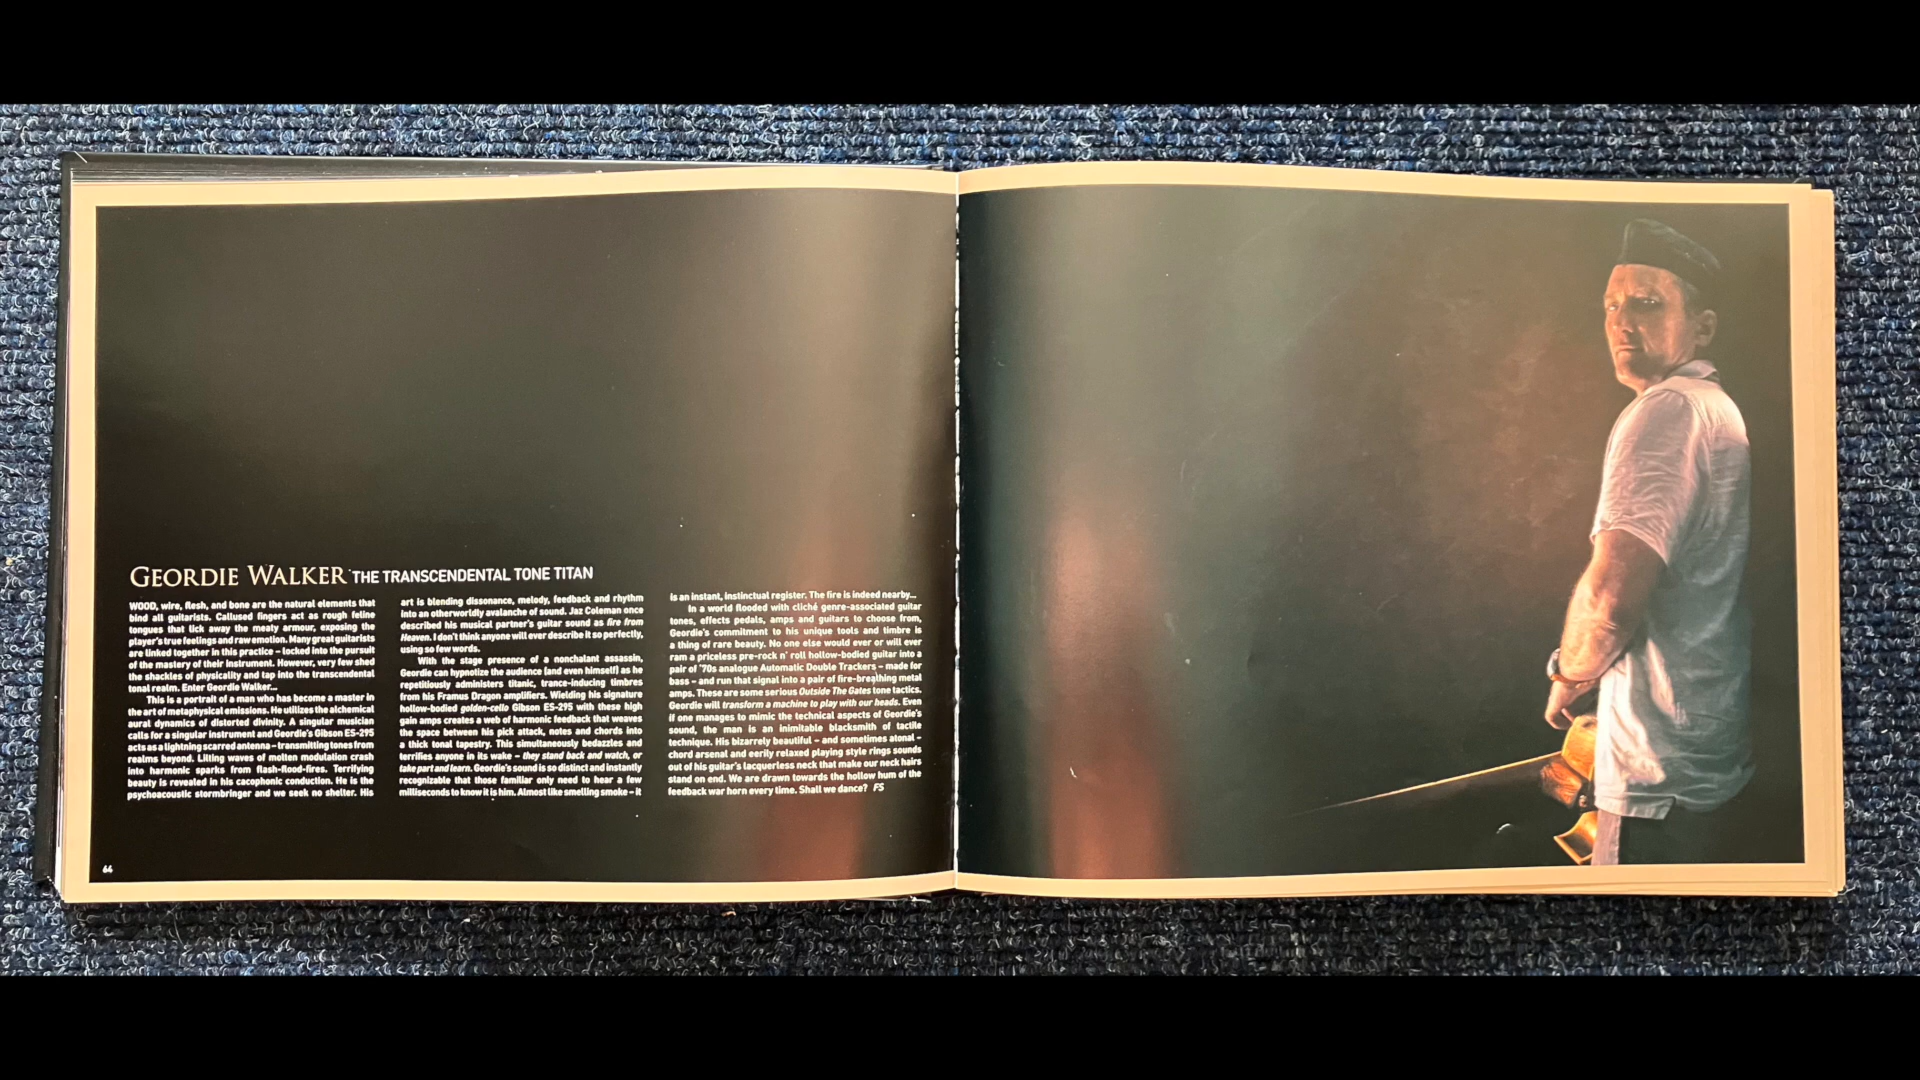 GEORDIE WALKER THE TRANSCENDENTAL TONE TITAN
WOOD, wire, flesh, and bone are the natural elements that
bind all guitarists. Callused fingers act as rough feline
tongues that lick away the meaty armour, exposing the
player's true feelings and raw emotion. Many great guitarists
are linked together in this practice – locked into the pursuit
of the mastery of their instrument. However, very few shed
the shackles of physicality and tap into the transcendental
tonal realm. Enter Geordie Walker...
This is a portrait of a man who has become a master in
the art of metaphysical emissions. He utilizes the alchemical
aural dynamics of distorted divinity. A singular musician
calls for a singular instrument and Geordie's Gibson ES-295
acts as a lightning scarred antenna – transmitting tones from
realms beyond. Lilting waves of molten modulation crash
into harmonic sparks from flash-flood-fires. Terrifying
beauty is revealed in his cacophonic conduction. He is the
psychoacoustic stormbringer and we seek no shelter. His
art is blending dissonance, melody, feedback and rhythm
into an otherworldly avalanche of sound. Jaz Coleman once
described his musical partner's guitar sound as fire from
Heaven. I don't think anyone will ever describe it so perfectly,
using so few words.
With the stage presence of a nonchalant assassin,
Geordie can hypnotize the audience (and even himself) as he
repetitiously administers titanic, trance-inducing timbres
from his Framus Dragon amplifiers. Wielding his signature
hollow-bodied golden-cello Gibson ES-295 with these high
gain amps creates a web of harmonic feedback that weaves
the space between his pick attack, notes and chords into
a thick tonal tapestry. This simultaneously bedazzles and
terrifies anyone in its wake – they stand back and watch, or
take part and learn. Geordie's sound is so distinct and instantly
recognizable that those familiar only need to hear a few
milliseconds to know it is him. Almost like smelling smoke – it
is an instant, instinctual register. The fire is indeed nearby...
In a world flooded with cliché genre-associated guitar
tones, effects pedals, amps and guitars to choose from,
Geordie's commitment to his unique tools and timbre is
a thing of rare beauty. No one else would ever or will ever
ram a priceless pre-rock n' roll hollow-bodied guitar into a
pair of '70s analogue Automatic Double Trackers – made for
bass – and run that signal into a pair of fire-breathing metal
amps. These are some serious Outside The Gates tone tactics.
Geordie will transform a machine to play with our heads. Even
if one manages to mimic the technical aspects of Geordie's
sound, the man is an inimitable blacksmith of tactile
technique. His bizarrely beautiful – and sometimes atonal –
chord arsenal and eerily relaxed playing style rings sounds
out of his guitar's lacquerless neck that make our neck hairs
stand on end. We are drawn towards the hollow hum of the
feedback war horn every time. Shall we dance? FS
64